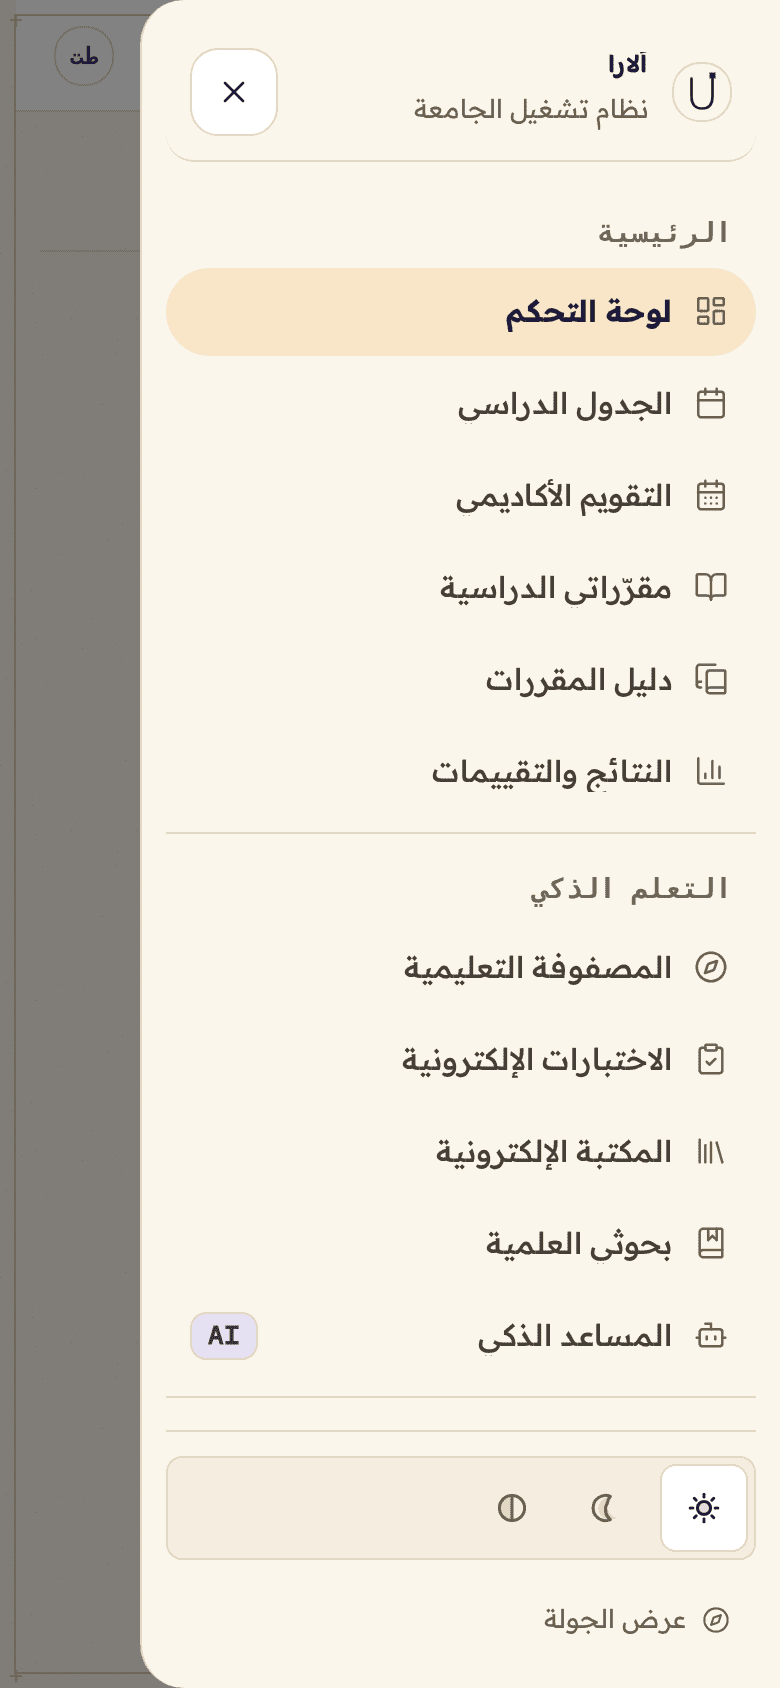 آلارا
نظام تشغيل الجامعة
طت
الرئيسية
لوحة التحكم
الجدول الدراسي
التقويم الأكاديمي
مقرّراتي الدراسية
دليل المقررات
النتائج والتقييمات
التعلم الذكي
المصفوفة التعليمية
الاختبارات الإلكترونية
المكتبة الإلكترونية
بحوثي العلمية
المساعد الذكي AI
عرض الجولة